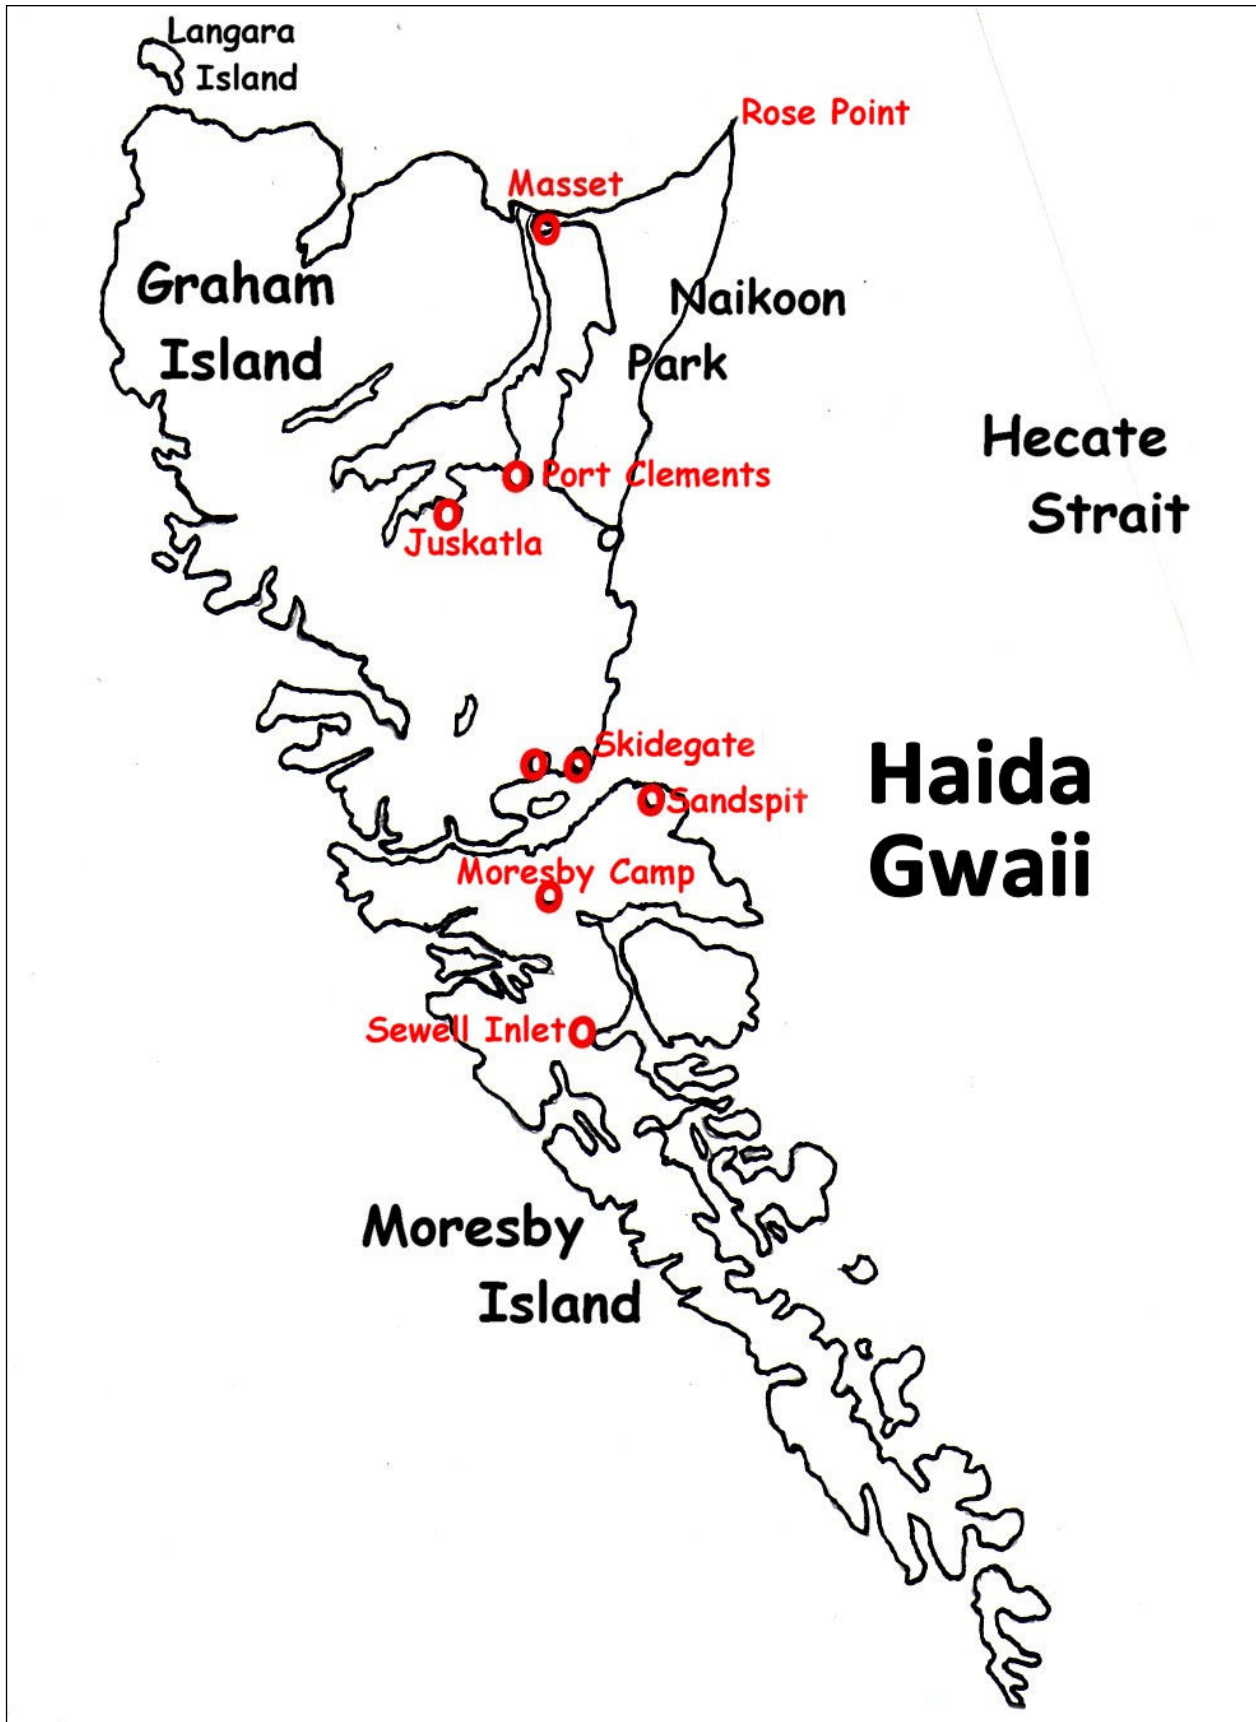 Langara
Island
Rose Point
Masset
Graham
Island
Naikoon
Park
Hecate
Strait
Port Clements
Juskatla
Skidegate
Sandspit
Haida
Gwaii
Moresby Camp
Sewell Inlet
Moresby
Island